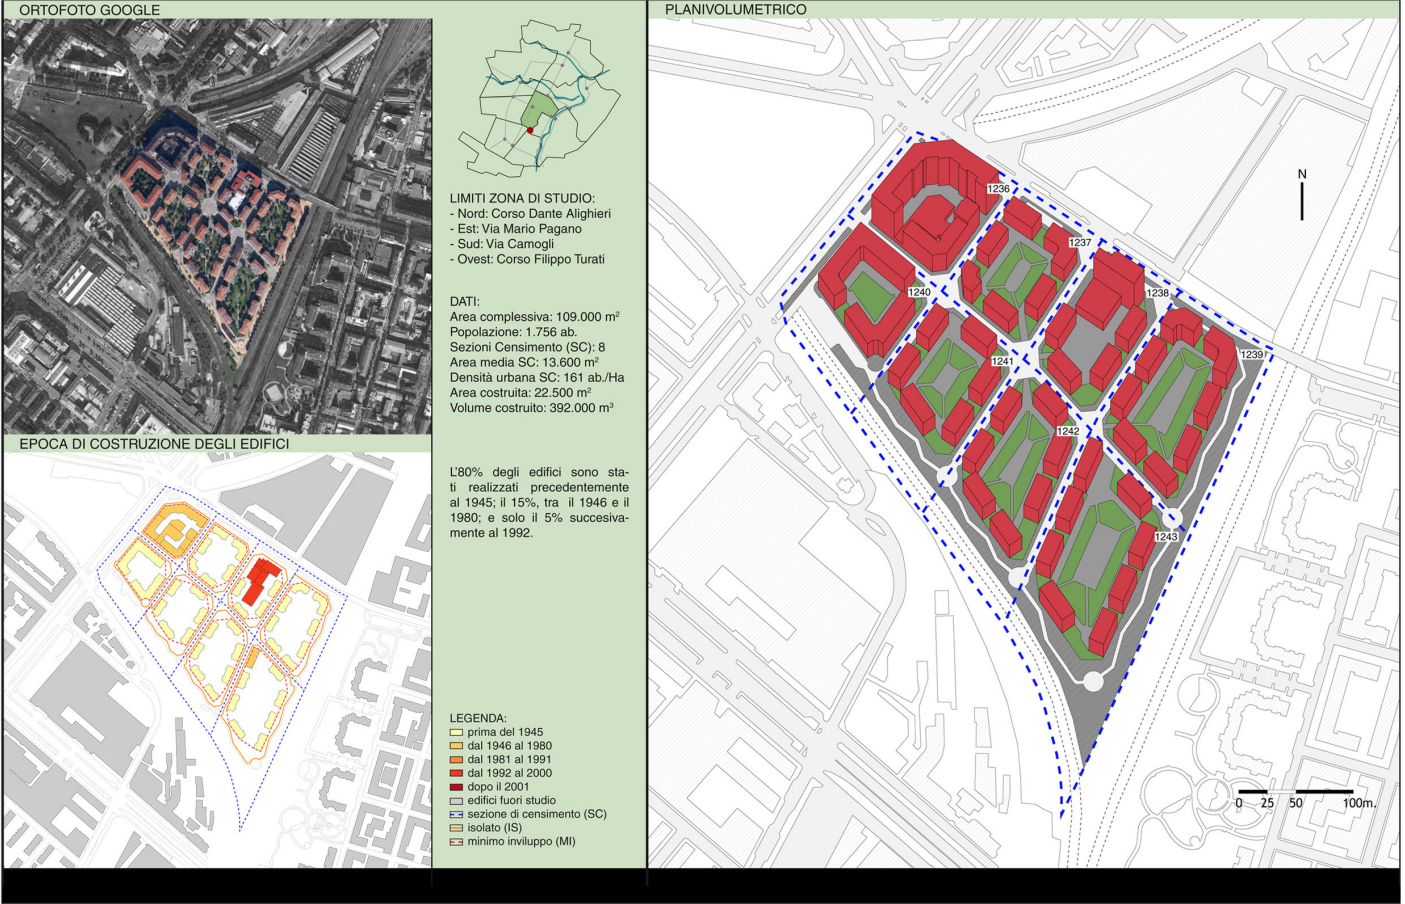 ORTOFOTO GOOGLE
EPOCA DI COSTRUZIONE DEGLI EDIFICI
LIMITI ZONA DI STUDIO:
- Nord: Corso Dante Alighieri
- Est: Via Mario Pagano
- Sud: Via Camogli
- Ovest: Corso Filippo Turati
DATI:
Area complessiva: 109.000 m²
Popolazione: 1.756 ab.
Sezioni Censimento (SC): 8
Area media SC: 13.600 m²
Densità urbana SC: 161 ab./Ha
Area costruita: 22.500 m²
Volume costruito: 392.000 m³
L'80% degli edifici sono sta-
ti realizzati precedentemente
al 1945; il 15%, tra il 1946 e il
1980; e solo il 5% succesiva-
mente al 1992.
LEGENDA:
prima del 1945
dal 1946 al 1980
dal 1981 al 1991
dal 1992 al 2000
dopo il 2001
edifici fuori studio
sezione di censimento (SC)
isolato (IS)
minimo inviluppo (MI)
PLANIVOLUMETRICO
N
1236
1237
1238
1239
1240
1241
1242
1243
0 25 50 100m.